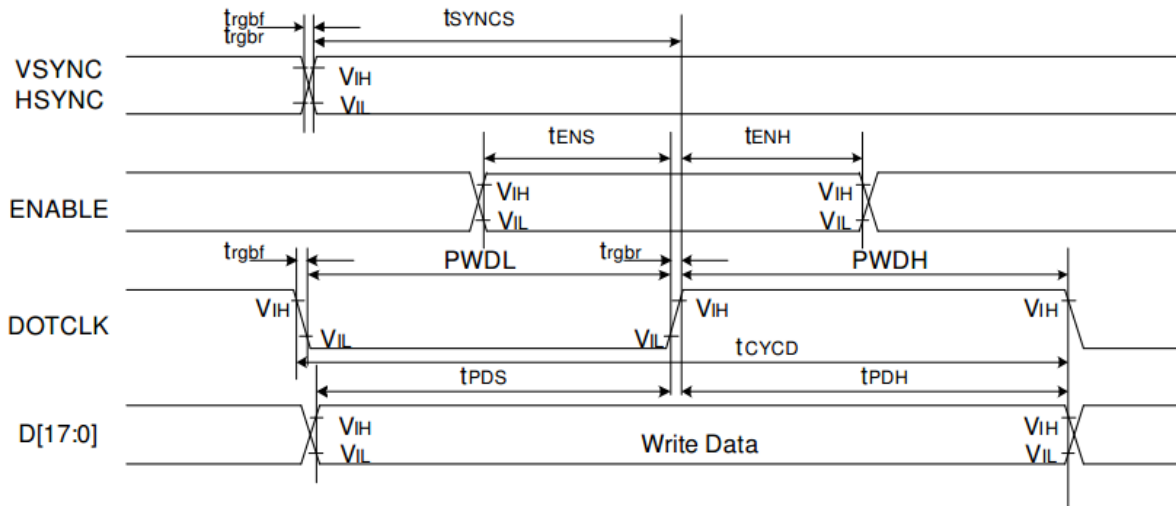 trgbf
trgbr
tSYNCS
VSYNC
HSYNC
VIH
VIL
tENS
tENH
ENABLE
VIH
VIL
VIH
VIL
trgbf
PWDL
trgbr
PWDH
DOTCLK
VIH
VIL
VIL
VIH
VIH
tCYCD
tPDS
tPDH
D[17:0]
VIH
VIL
Write Data
VIH
VIL